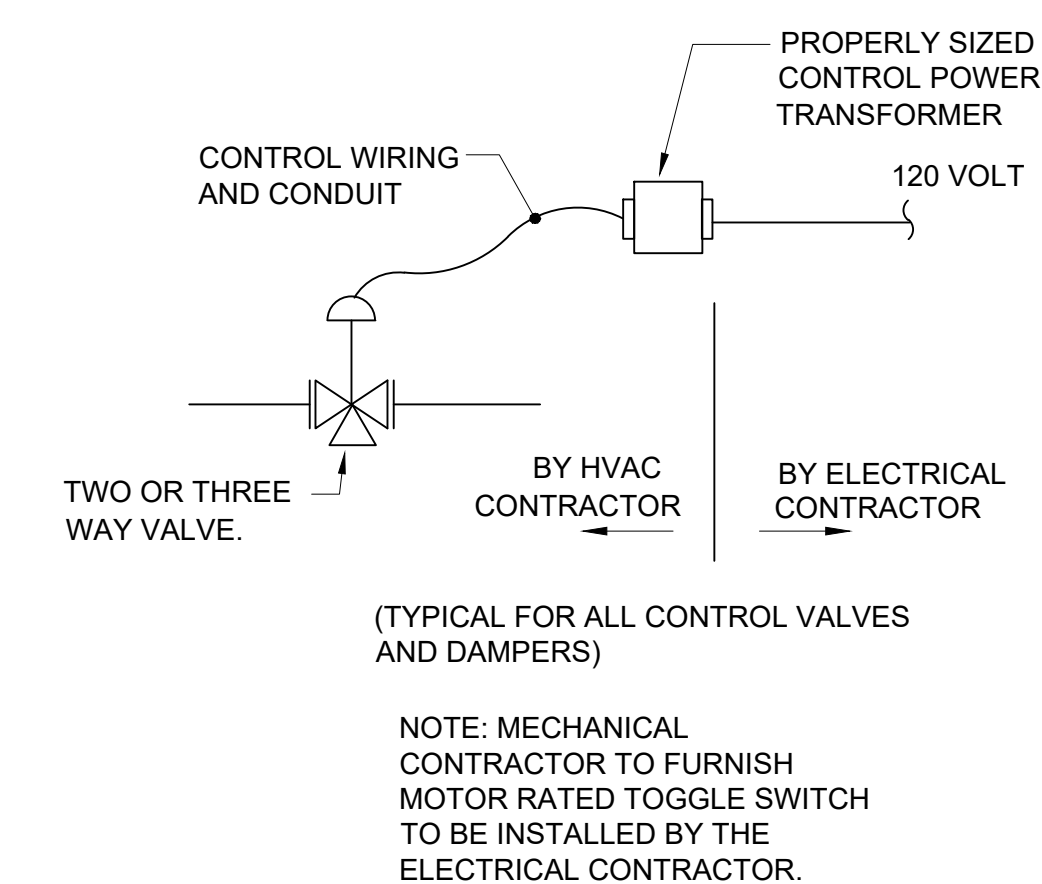 PROPERLY SIZED
CONTROL POWER
TRANSFORMER
CONTROL WIRING
AND CONDUIT
120 VOLT
TWO OR THREE
WAY VALVE.
BY HVAC
CONTRACTOR
BY ELECTRICAL
CONTRACTOR
(TYPICAL FOR ALL CONTROL VALVES
AND DAMPERS)
NOTE: MECHANICAL
CONTRACTOR TO FURNISH
MOTOR RATED TOGGLE SWITCH
TO BE INSTALLED BY THE
ELECTRICAL CONTRACTOR.